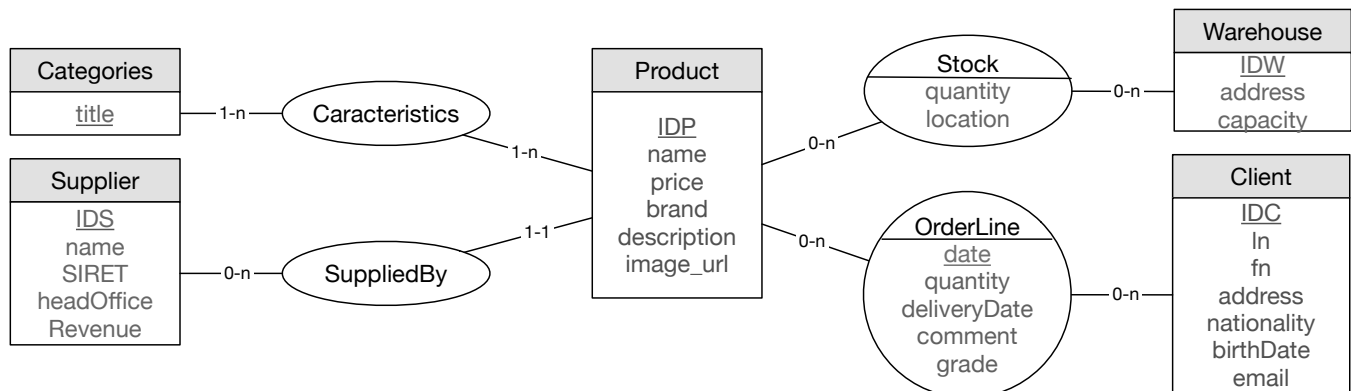 Categories
title
1-n
Caracteristics
1-n
Supplier
IDS
name
SIRET
headOffice
Revenue
0-n
SuppliedBy
1-1
Product
IDP
name
price
brand
description
image_url
0-n
Stock
quantity
location
0-n
Warehouse
IDW
address
capacity
0-n
OrderLine
date
quantity
deliveryDate
comment
grade
0-n
Client
IDC
ln
fn
address
nationality
birthDate
email